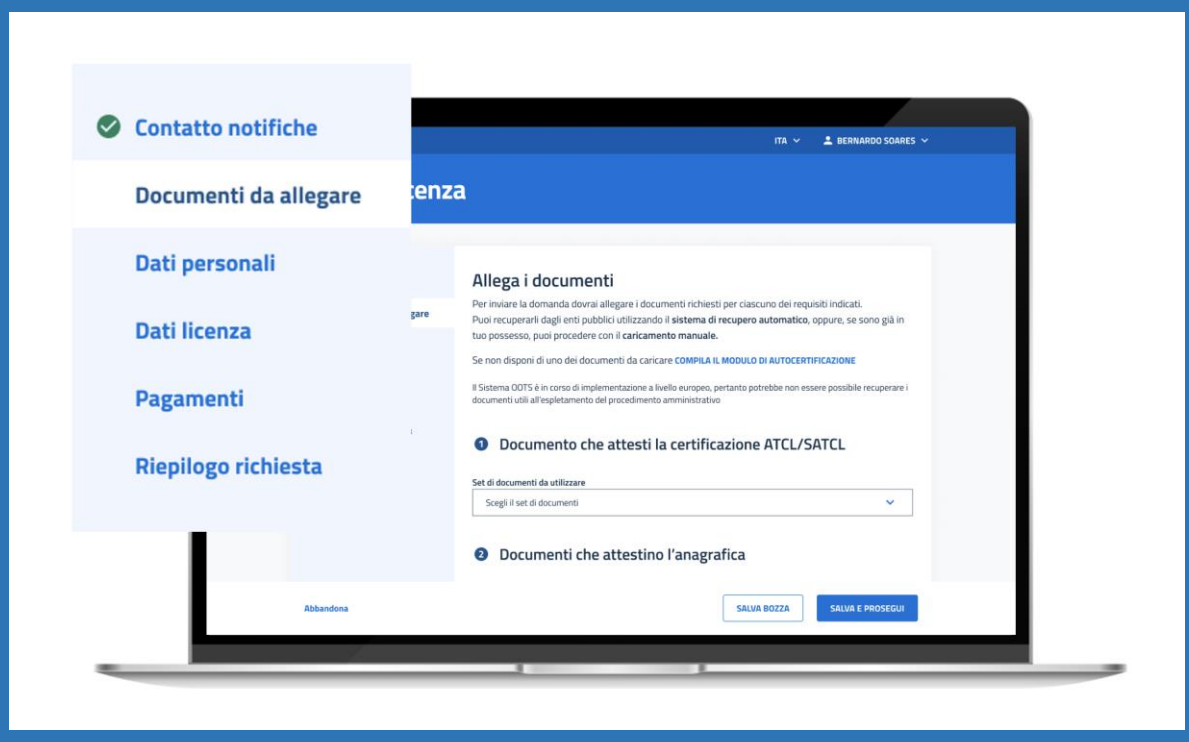 Contatto notifiche
Documenti da allegare
Dati personali
Dati licenza
Pagamenti
Riepilogo richiesta
ITA
BERNARDO SOARES
cenza
gare
Allega i documenti
Per inviare la domanda dovrai allegare i documenti richiesti per ciascuno dei requisiti indicati.
Puoi recuperarli dagli enti pubblici utilizzando il sistema di recupero automatico, oppure, se sono già in
tuo possesso, puoi procedere con il caricamento manuale.
Se non disponi di uno dei documenti da caricare COMPILA IL MODULO DI AUTOCERTIFICAZIONE
Il Sistema OOTS è in corso di implementazione a livello europeo, pertanto potrebbe non essere possibile recuperare i
documenti utili all'espletamento del procedimento amministrativo
1 Documento che attesti la certificazione ATCL/SATCL
Set di documenti da utilizzare
Scegli il set di documenti
2 Documenti che attestino l'anagrafica
Abbandona
SALVA BOZZA
SALVA E PROSEGUI